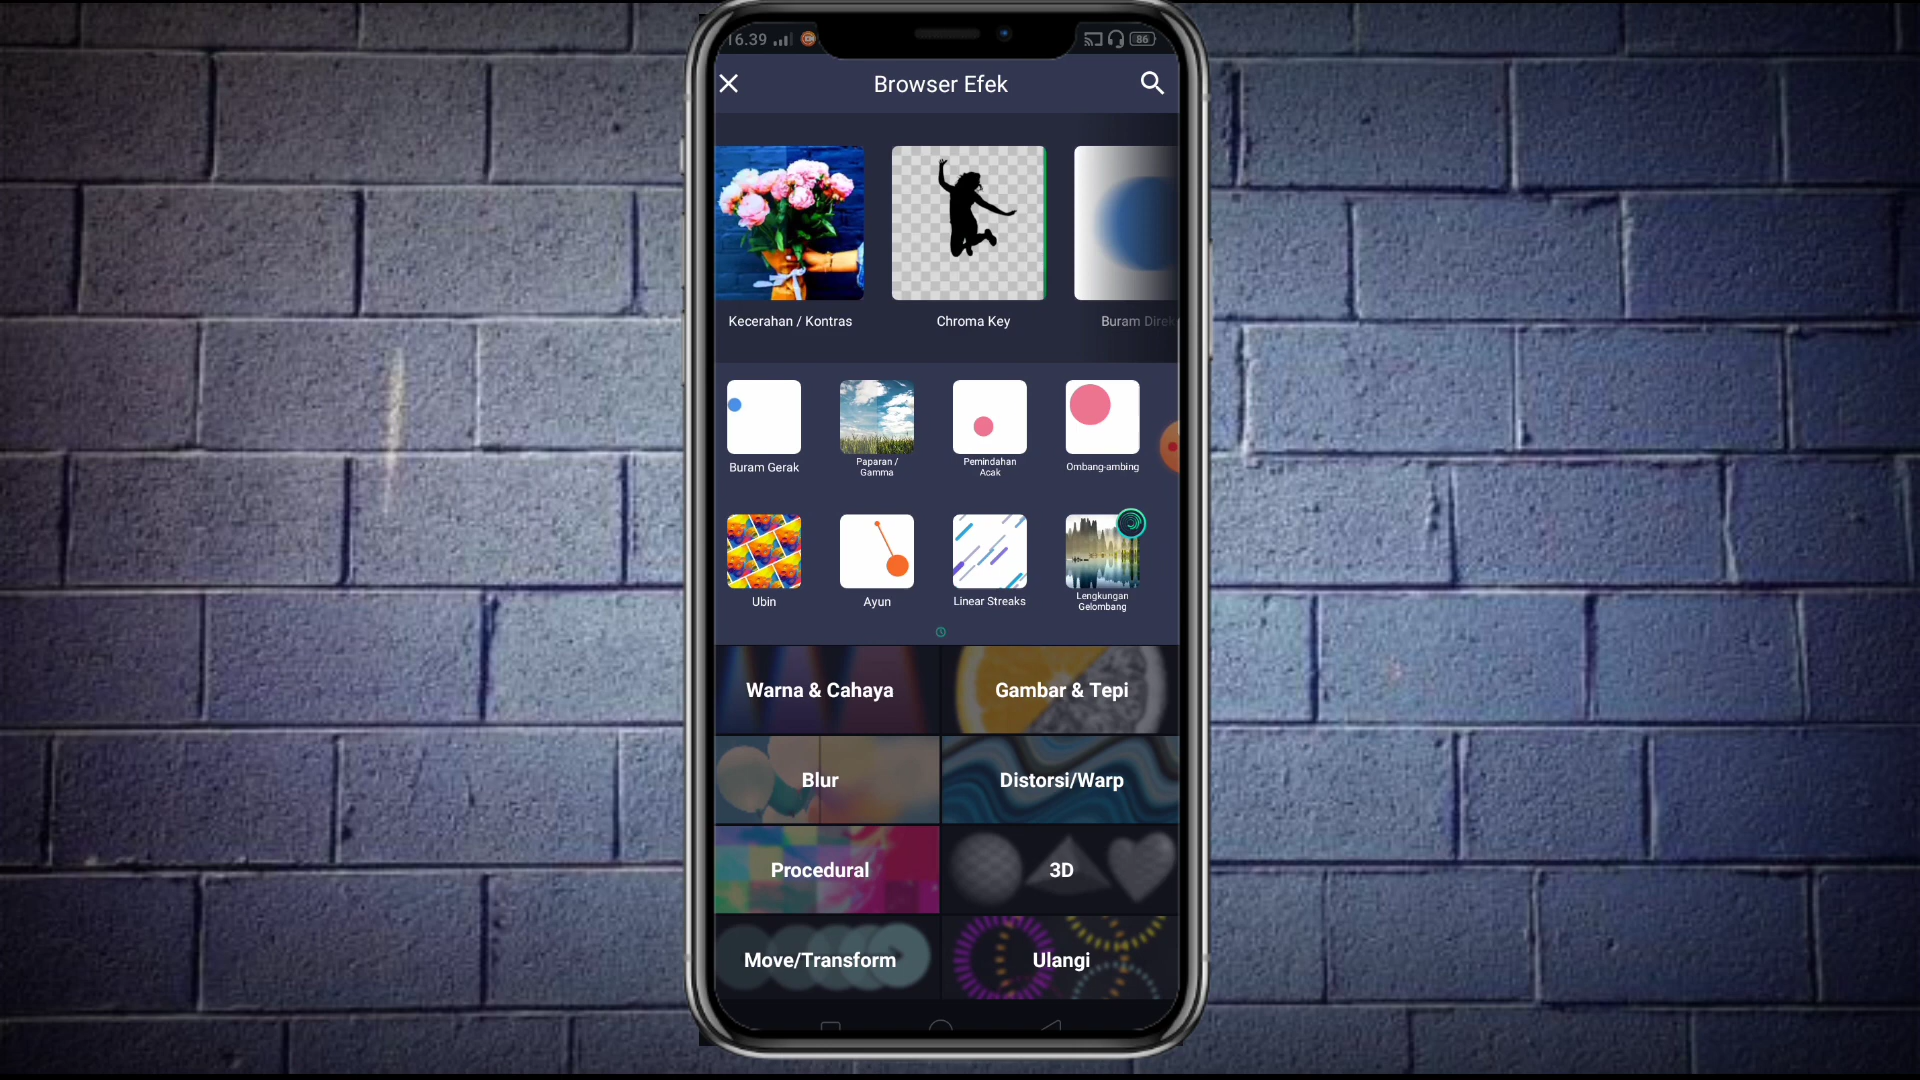 16.39
86
Browser Efek
Kecerahan / Kontras
Chroma Key
Buram Direk
Buram Gerak
Paparan /
Gamma
Pemindahan
Acak
Ombang-ambing
Ubin
Ayun
Linear Streaks
Lengkungan
Gelombang
Warna & Cahaya
Gambar & Tepi
Blur
Distorsi/Warp
Procedural
3D
Move/Transform
Ulangi